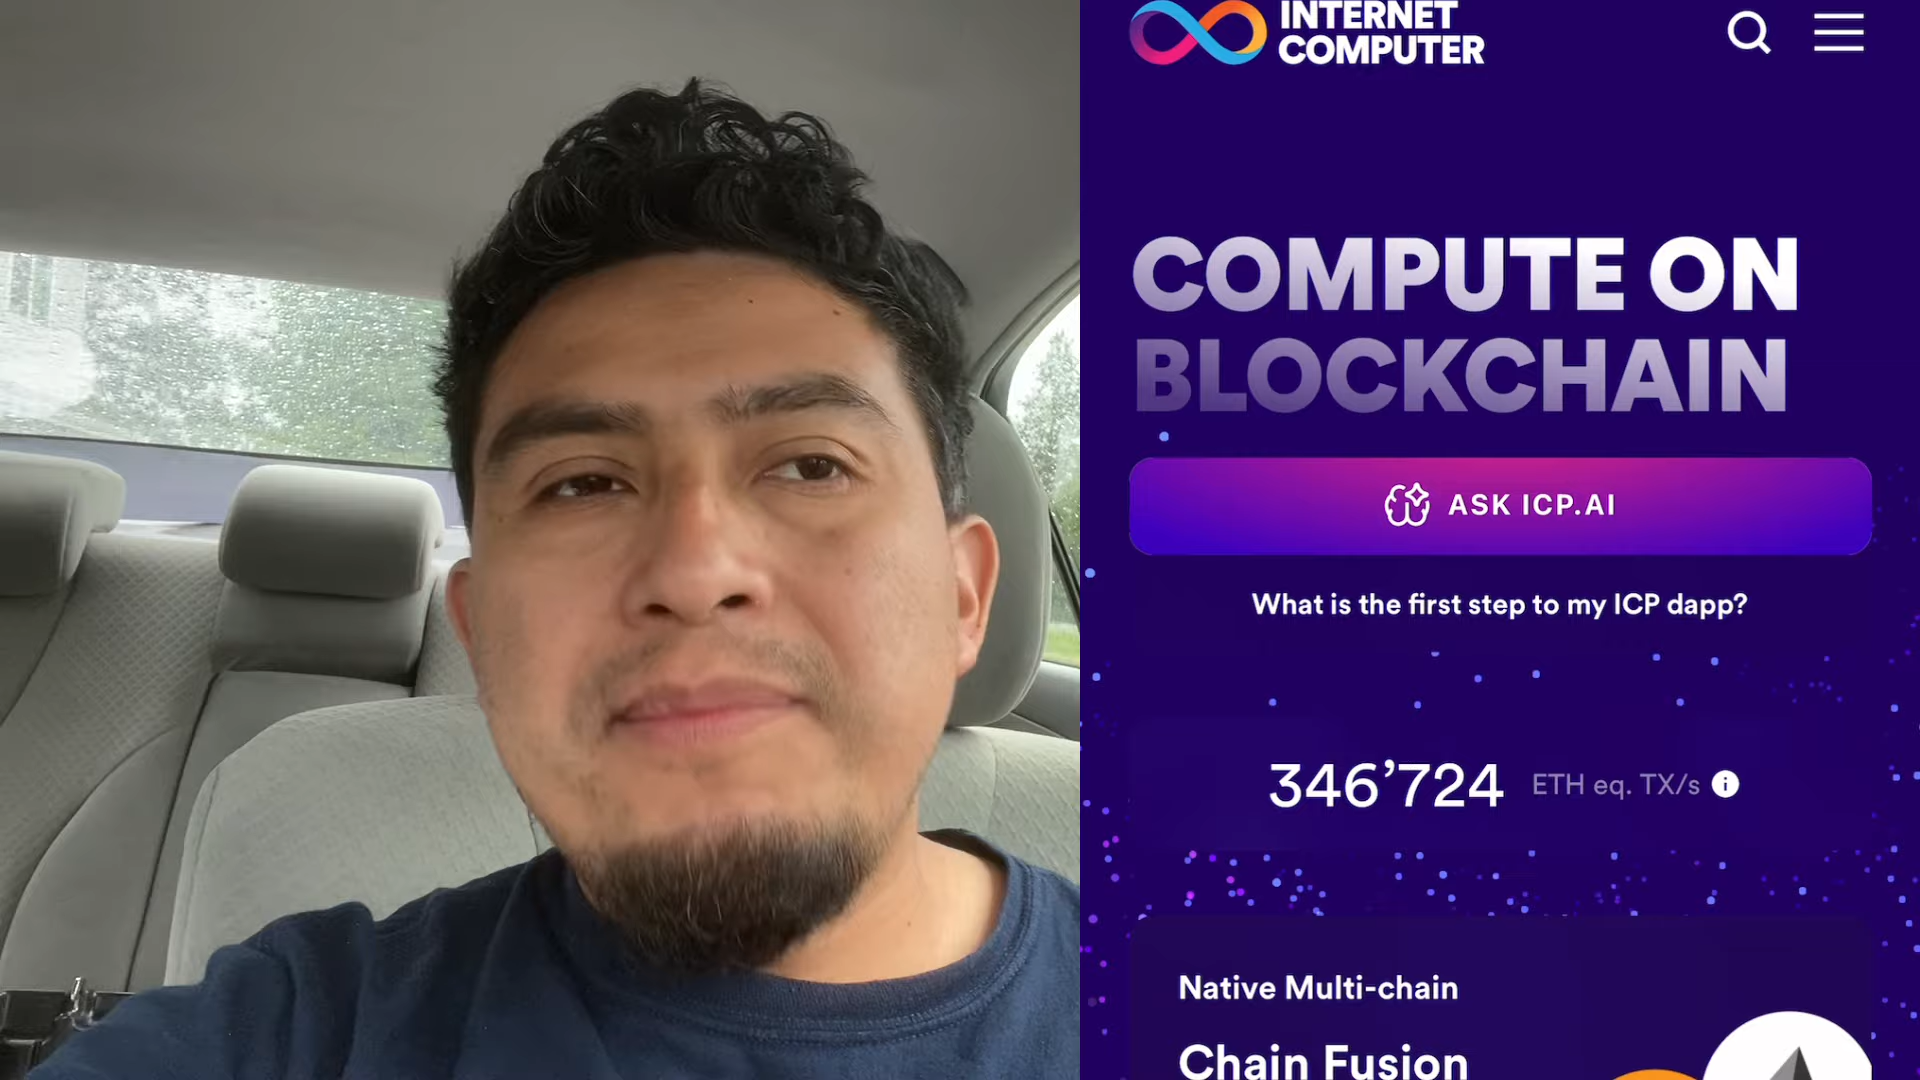 INTERNET
COMPUTER
COMPUTE ON
BLOCKCHAIN
ASK ICP.AI
What is the first step to my ICP dapp?
346’724 ETH eq. TX/s
Native Multi-chain
Chain Fusion